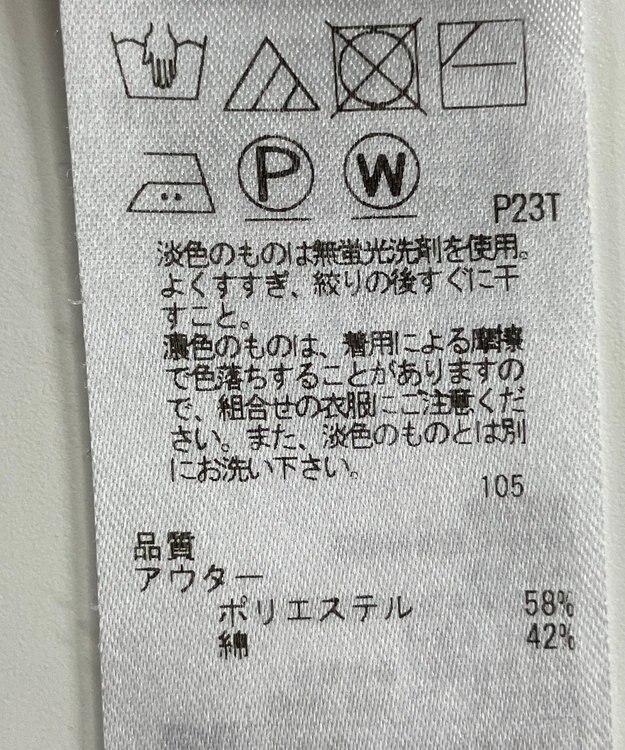 P
W
P23T
淡色のものは無蛍光洗剤を使用。
よくすすぎ、絞りの後すぐに干
すこと。
濃色のものは、着用による摩擦
で色落ちすることがありますの
で、組合せの衣服にご注意くだ
さい。また、淡色のものとは別
にお洗い下さい。
105
品質
アウター
ポリエステル 58%
綿 42%